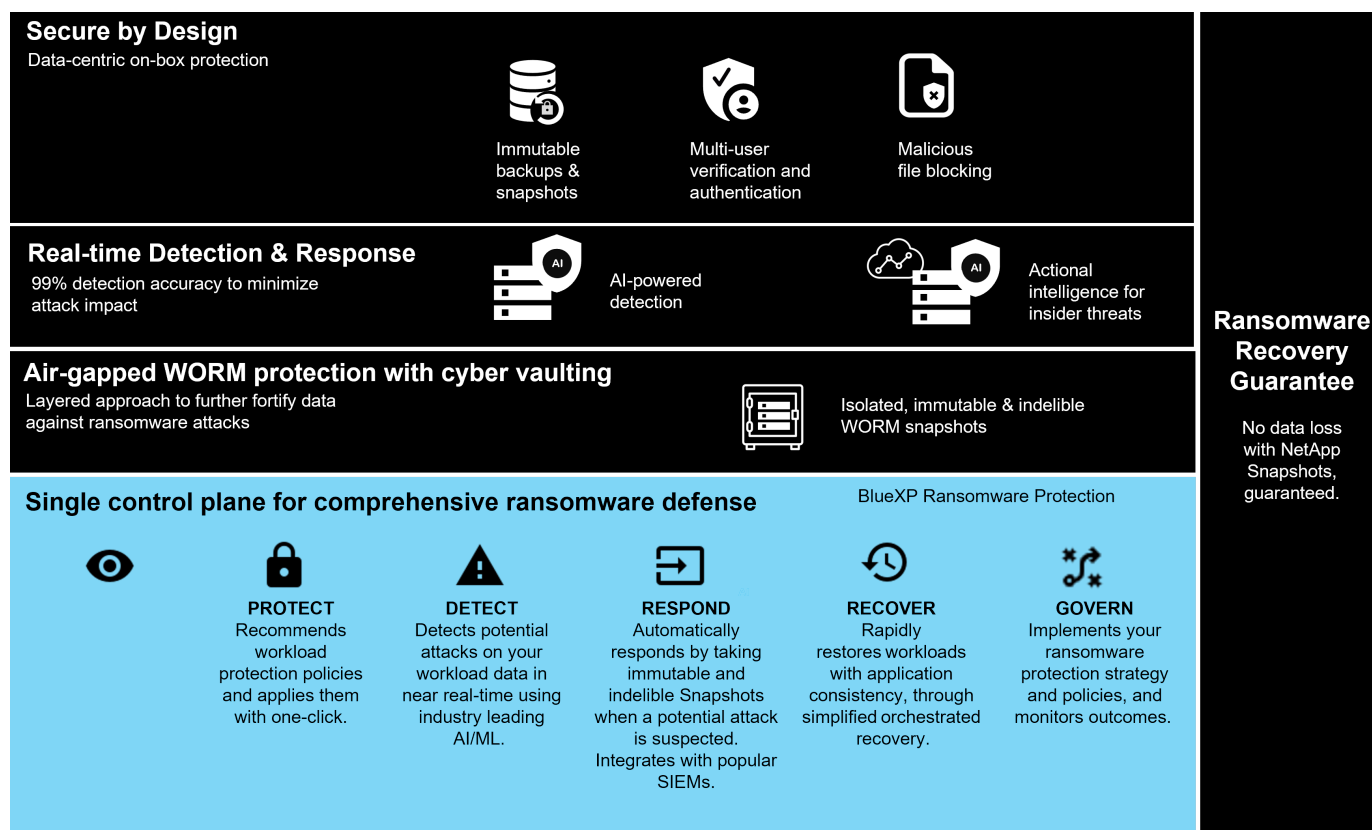 Secure by Design
Data-centric on-box protection
Immutable
backups &
snapshots
Multi-user
verification and
authentication
Malicious
file blocking
Real-time Detection & Response
99% detection accuracy to minimize
attack impact
AI
AI-powered
detection
AI
Actional
intelligence for
insider threats
Air-gapped WORM protection with cyber vaulting
Layered approach to further fortify data
against ransomware attacks
Isolated, immutable & indelible
WORM snapshots
Single control plane for comprehensive ransomware defense
BlueXP Ransomware Protection
PROTECT
Recommends
workload
protection policies
and applies them
with one-click.
DETECT
Detects potential
attacks on your
workload data in
near real-time using
industry leading
AI/ML.
RESPOND
Automatically
responds by taking
immutable and
indelible Snapshots
when a potential attack
is suspected.
Integrates with popular
SIEMs.
RECOVER
Rapidly
restores workloads
with application
consistency, through
simplified orchestrated
recovery.
GOVERN
Implements your
ransomware
protection strategy
and policies, and
monitors outcomes.
Ransomware
Recovery
Guarantee
No data loss
with NetApp
Snapshots,
guaranteed.